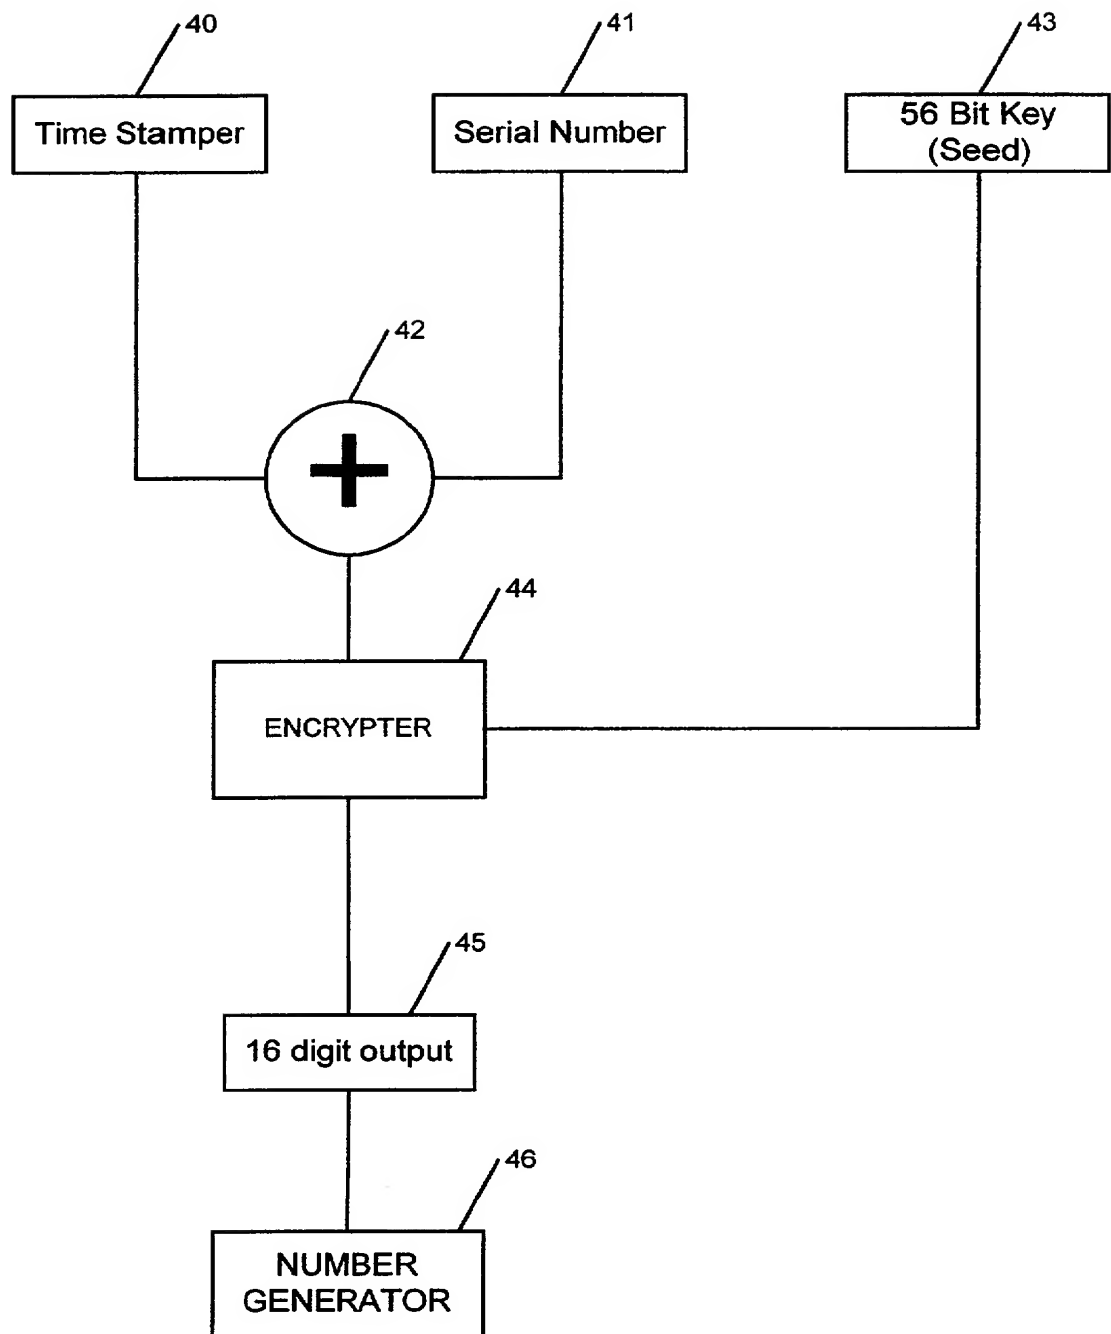 40
41
43
Time Stamper
Serial Number
56 Bit Key
(Seed)
42
+
44
ENCRYPTER
45
16 digit output
46
NUMBER
GENERATOR